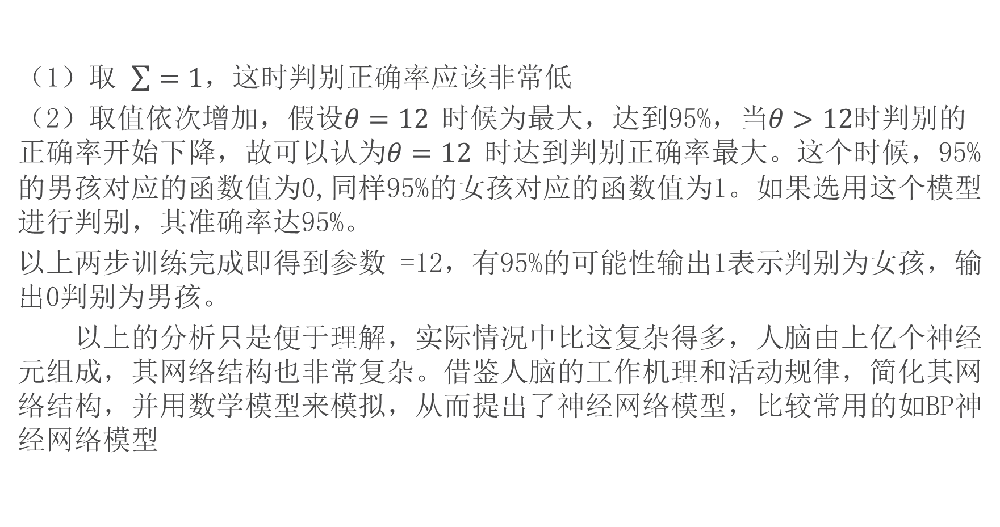 （1）取 ∑ = 1，这时判别正确率应该非常低
（2）取值依次增加，假设θ = 12 时候为最大，达到95%，当θ > 12时判别的
正确率开始下降，故可以认为θ = 12 时达到判别正确率最大。这个时候，95%
的男孩对应的函数值为0,同样95%的女孩对应的函数值为1。如果选用这个模型
进行判别，其准确率达95%。
以上两步训练完成即得到参数 =12，有95%的可能性输出1表示判别为女孩，输
出0判别为男孩。
以上的分析只是便于理解，实际情况中比这复杂得多，人脑由上亿个神经
元组成，其网络结构也非常复杂。借鉴人脑的工作机理和活动规律，简化其网
络结构，并用数学模型来模拟，从而提出了神经网络模型，比较常用的如BP神
经网络模型